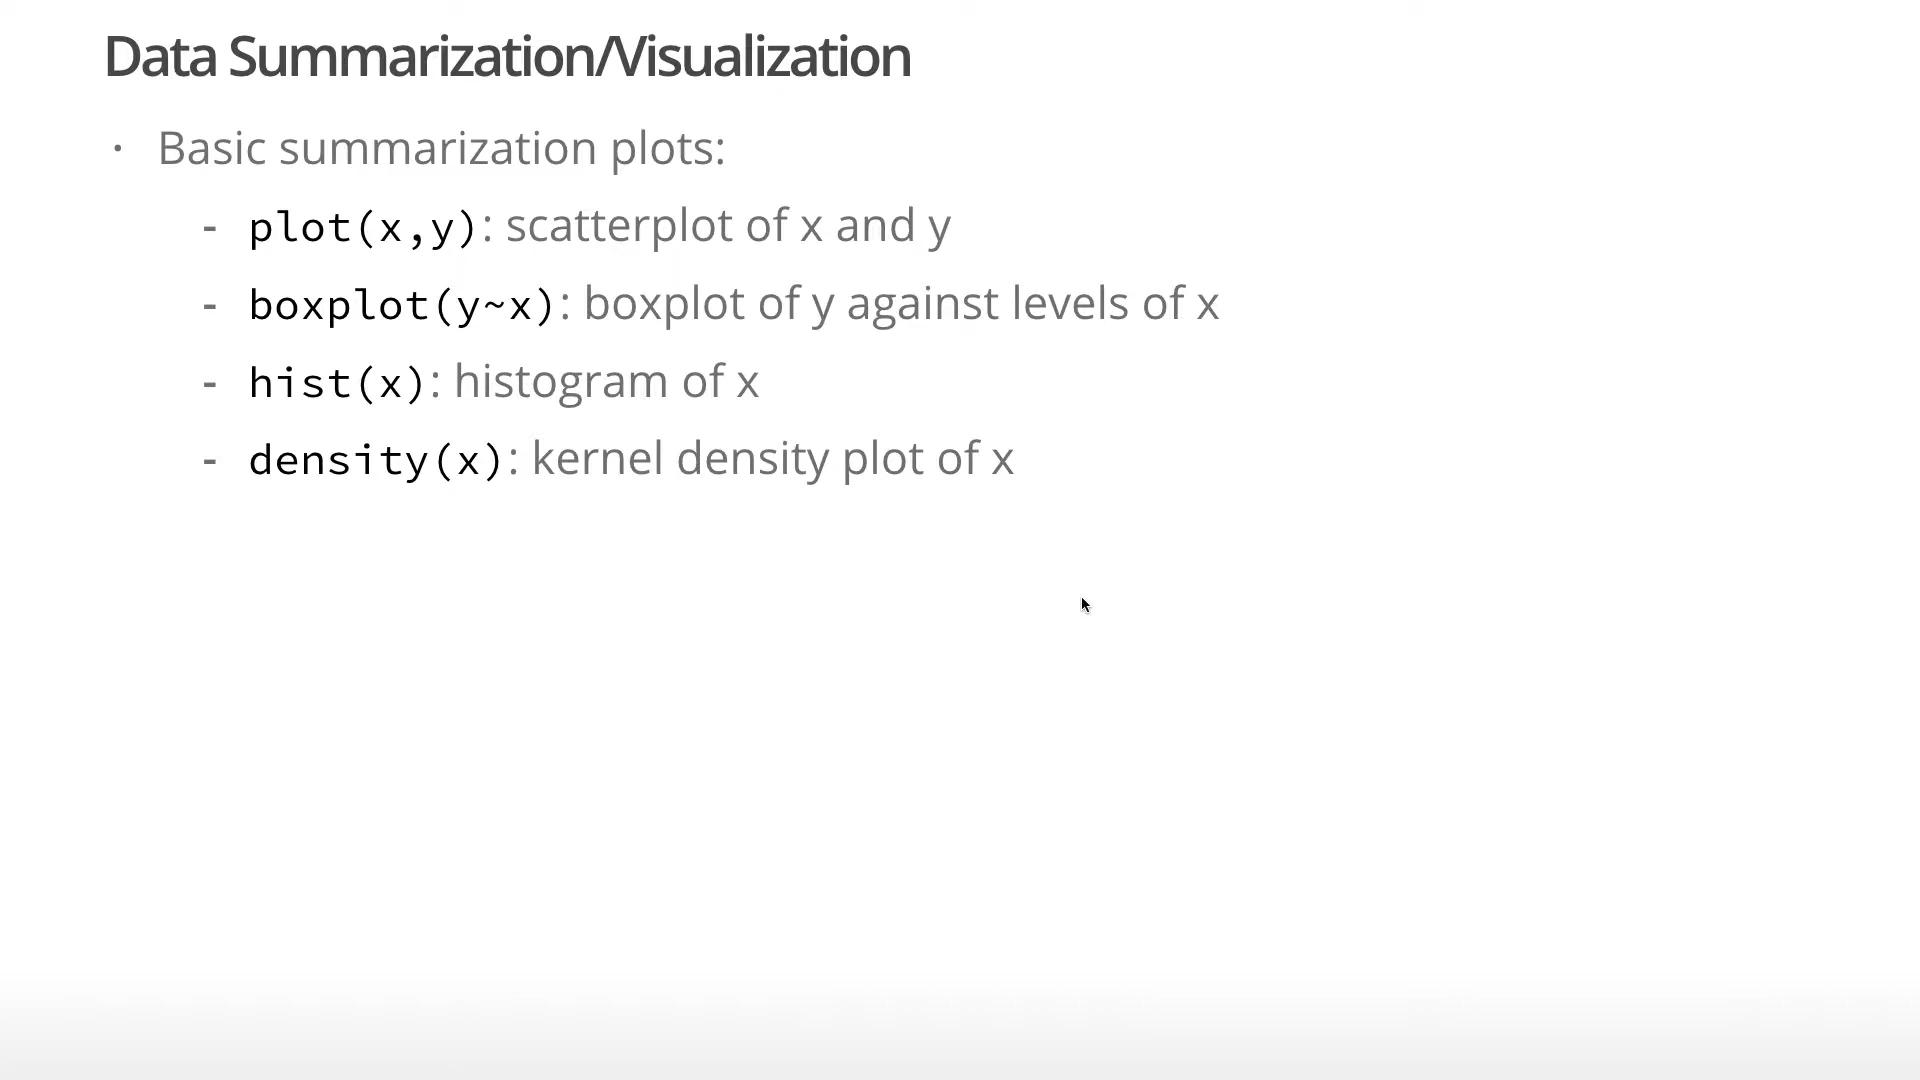 Data Summarization/Visualization
· Basic summarization plots:
- plot(x,y): scatterplot of x and y
- boxplot(y~x): boxplot of y against levels of x
- hist(x): histogram of x
- density(x): kernel density plot of x